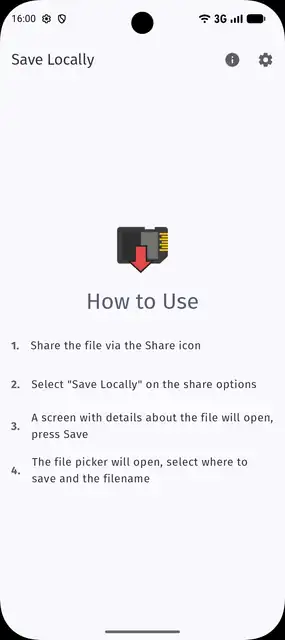 16:00 3G
Save Locally
How to Use
1. Share the file via the Share icon
2. Select "Save Locally" on the share options
3. A screen with details about the file will open,
press Save
4. The file picker will open, select where to
save and the filename